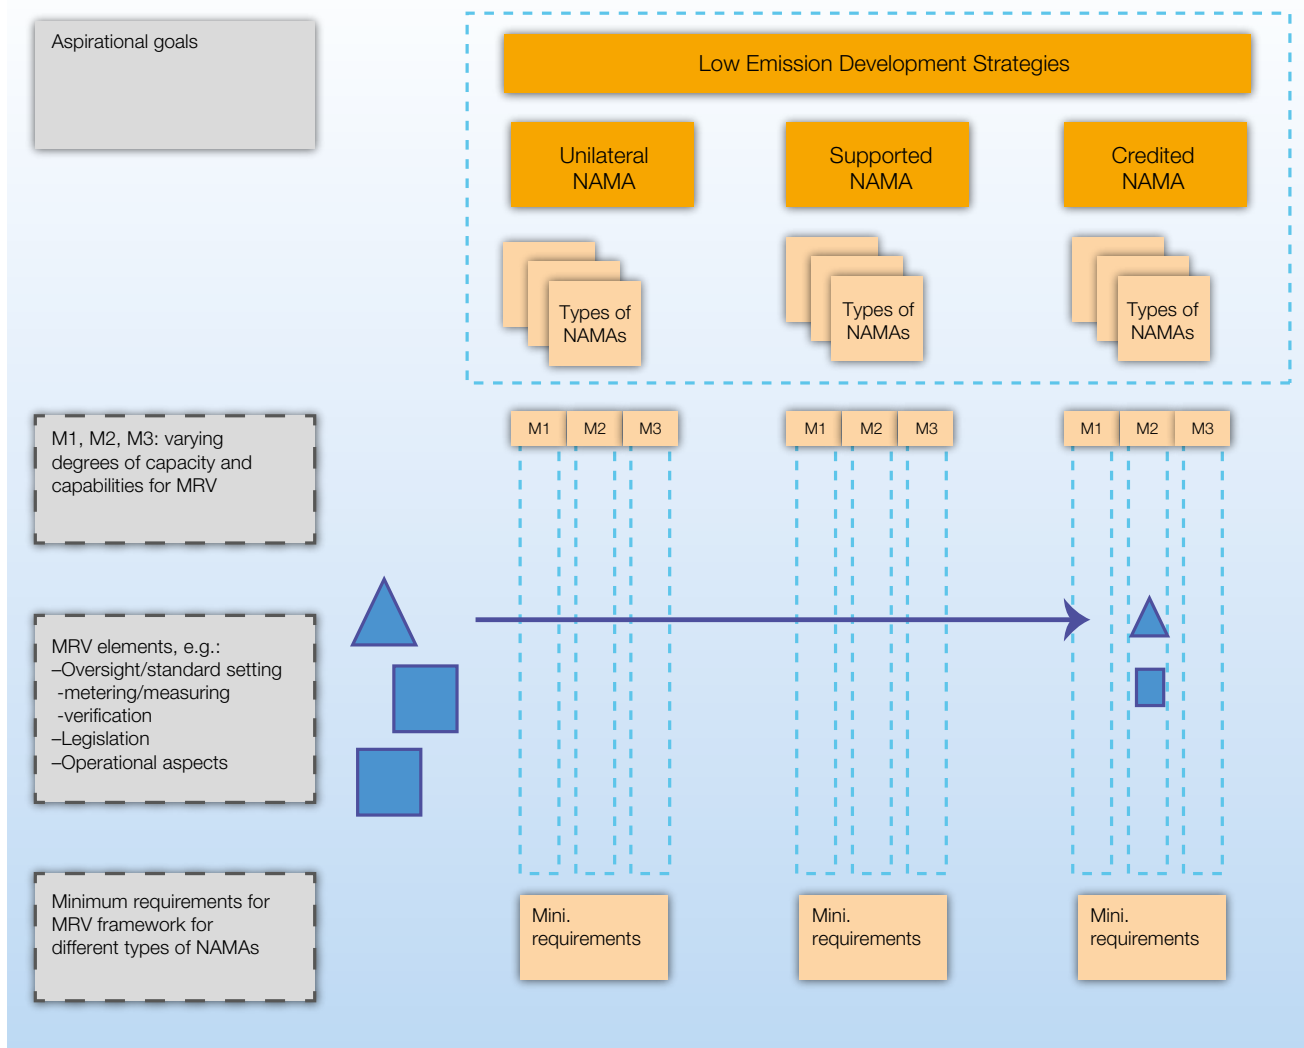 Aspirational goals
Low Emission Development Strategies
Unilateral
NAMA
Supported
NAMA
Credited
NAMA
Types of
NAMAs
Types of
NAMAs
Types of
NAMAs
M1, M2, M3: varying
degrees of capacity and
capabilities for MRV
M1 M2 M3
M1 M2 M3
M1 M2 M3
MRV elements, e.g.:
–Oversight/standard setting
-metering/measuring
-verification
–Legislation
–Operational aspects
Minimum requirements for
MRV framework for
different types of NAMAs
Mini.
requirements
Mini.
requirements
Mini.
requirements